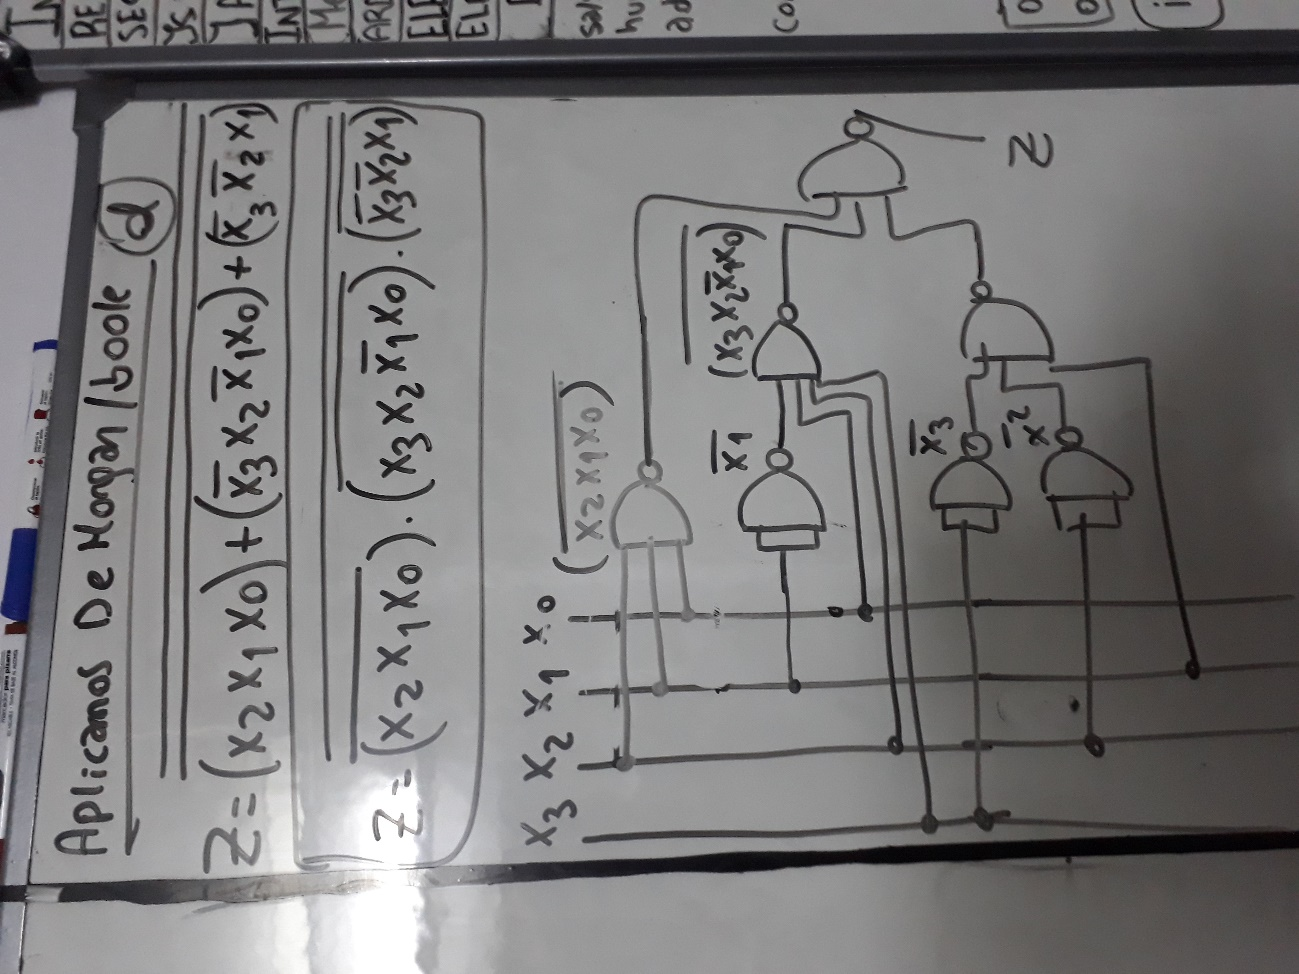 Aplicamos De Morgan / boole (d)
Z = (x2 x1 x0) + (x̅3 x2 x̅1 x0) + (x̅3 x̅2 x1)
Z = (x2 x1 x0) · (x3 x2 x̅1 x0) · (x̅3 x̅2 x1)
x3 x2 x1 x0
(x2 x1 x0)
x̅1
(x3 x2 x̅1 x0)
x̅3
x̅2
Z